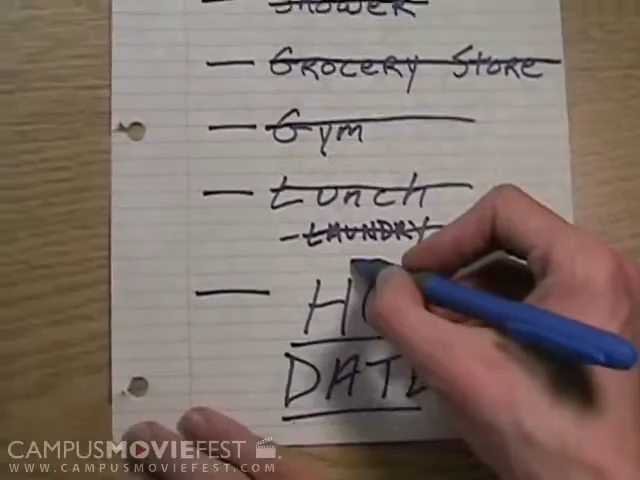 - SHOWER
- GROCERY STORE
- Gym
- Lunch
- LAUNDRY
-
DATE
CAMPUSMOVIEFEST
WWW.CAMPUSMOVIEFEST.COM